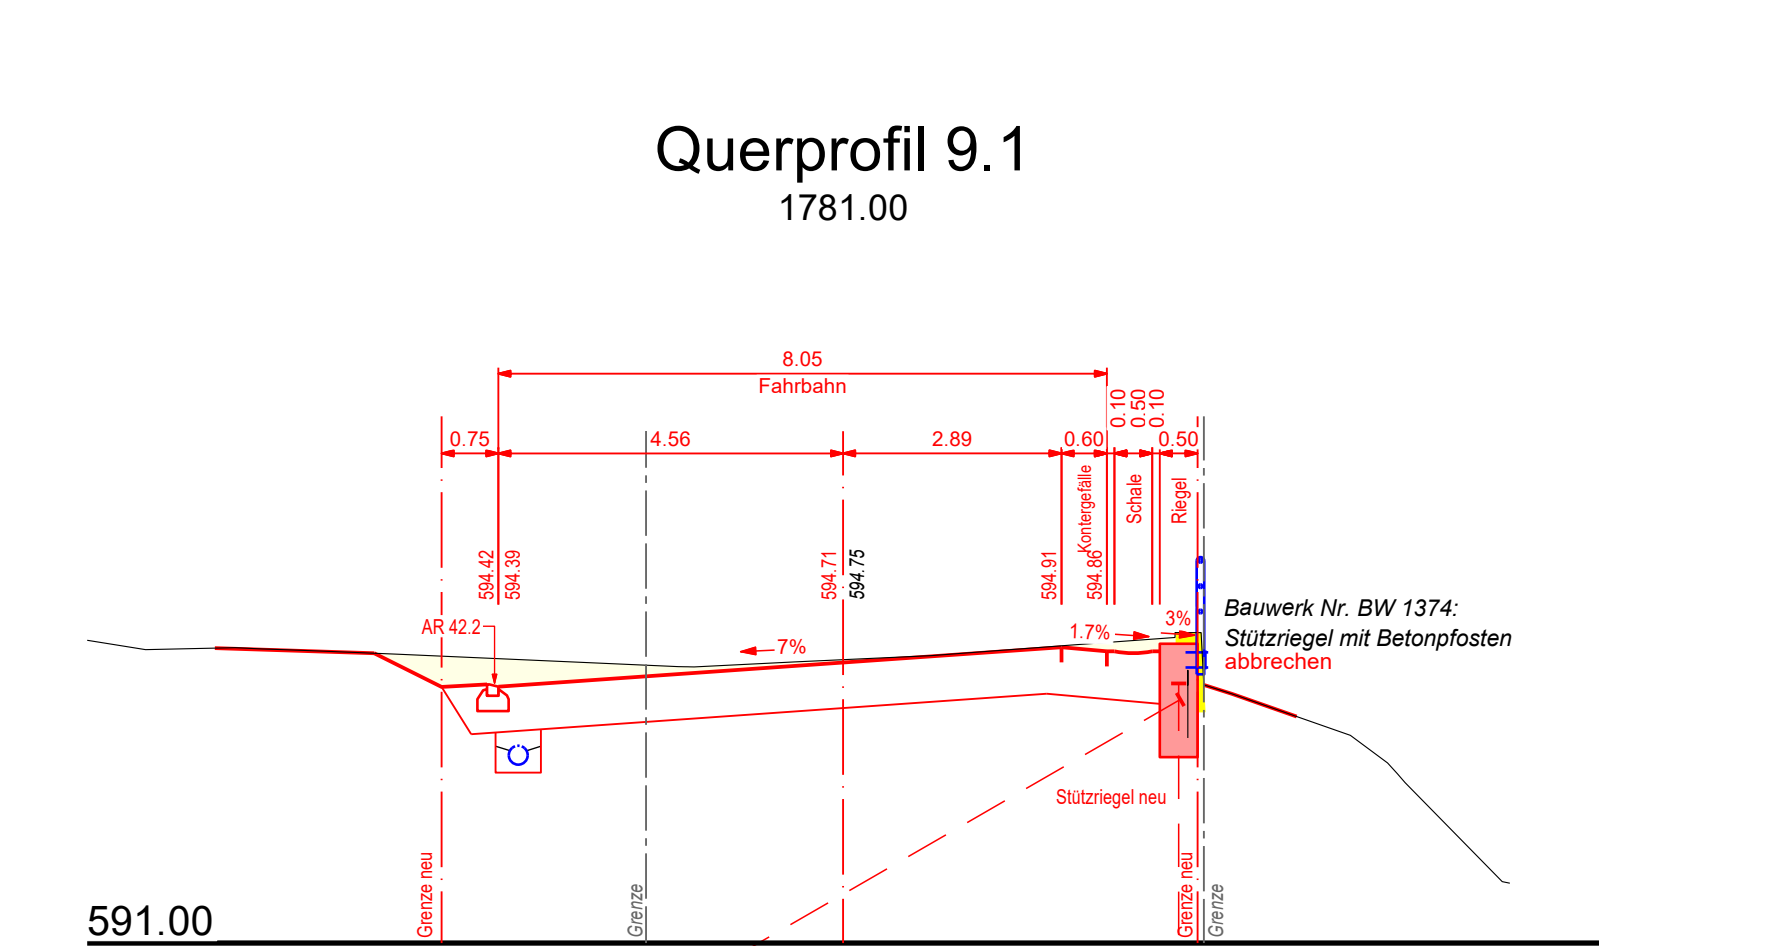 Querprofil 9.1
1781.00
8.05
Fahrbahn
0.10
0.50
0.10
0.75
4.56
2.89
0.60
0.50
Kontergefälle
Schale
Riegel
594.42
594.39
594.71
594.75
594.91
594.86
AR 42.2
7%
1.7%
3%
Bauwerk Nr. BW 1374:
Stützriegel mit Betonpfosten
abbrechen
Stützriegel neu
Grenze neu
Grenze
Grenze neu
Grenze
591.00